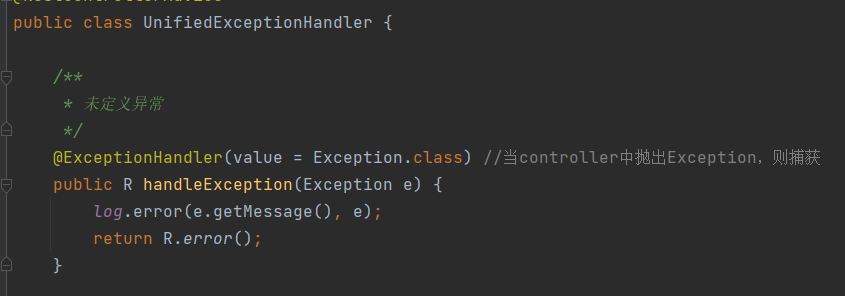 public class UnifiedExceptionHandler {
/**
* 未定义异常
*/
@ExceptionHandler(value = Exception.class) //当controller中抛出Exception，则捕获
public R handleException(Exception e) {
log.error(e.getMessage(), e);
return R.error();
}